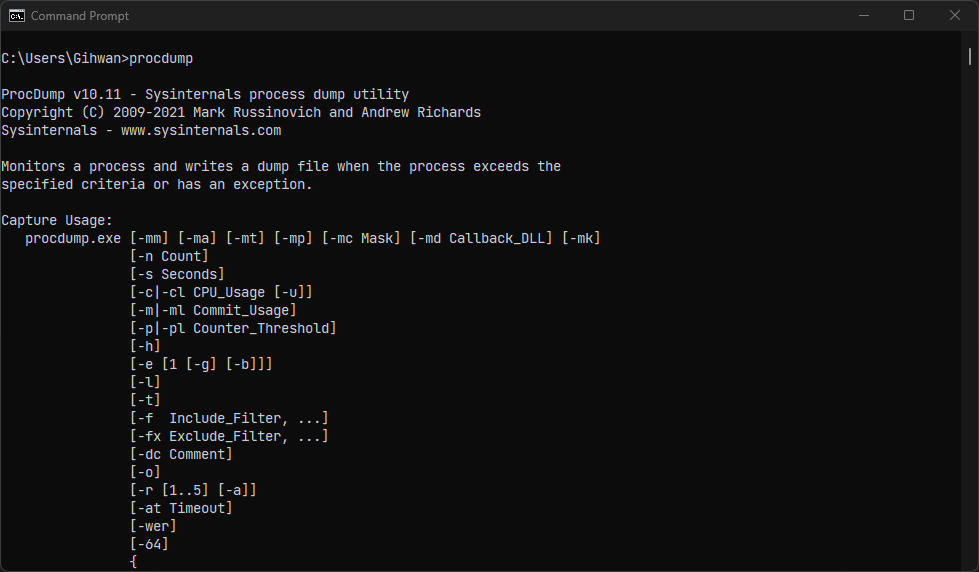 Command Prompt
C:\Users\Gihwan>procdump
ProcDump v10.11 - Sysinternals process dump utility
Copyright (C) 2009-2021 Mark Russinovich and Andrew Richards
Sysinternals - www.sysinternals.com
Monitors a process and writes a dump file when the process exceeds the
specified criteria or has an exception.
Capture Usage:
   procdump.exe [-mm] [-ma] [-mt] [-mp] [-mc Mask] [-md Callback_DLL] [-mk]
                [-n Count]
                [-s Seconds]
                [-c|-cl CPU_Usage [-u]]
                [-m|-ml Commit_Usage]
                [-p|-pl Counter_Threshold]
                [-h]
                [-e [1 [-g] [-b]]]
                [-l]
                [-t]
                [-f  Include_Filter, ...]
                [-fx Exclude_Filter, ...]
                [-dc Comment]
                [-o]
                [-r [1..5] [-a]]
                [-at Timeout]
                [-wer]
                [-64]
                {